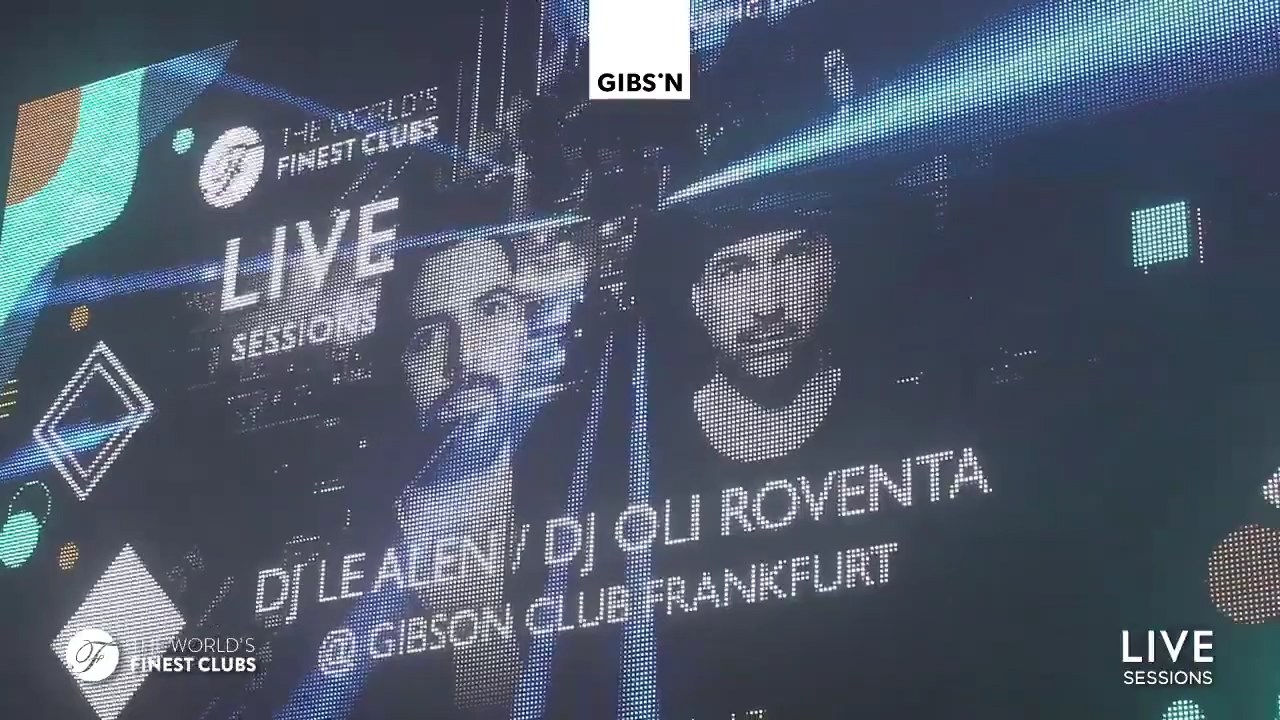 GIBS'N
THE WORLD'S
FINEST CLUBS
LIVE
SESSIONS
DJ LE ALEN / DJ OLI ROVENTA
@ GIBSON CLUB FRANKFURT
THE WORLD'S
FINEST CLUBS
LIVE
SESSIONS